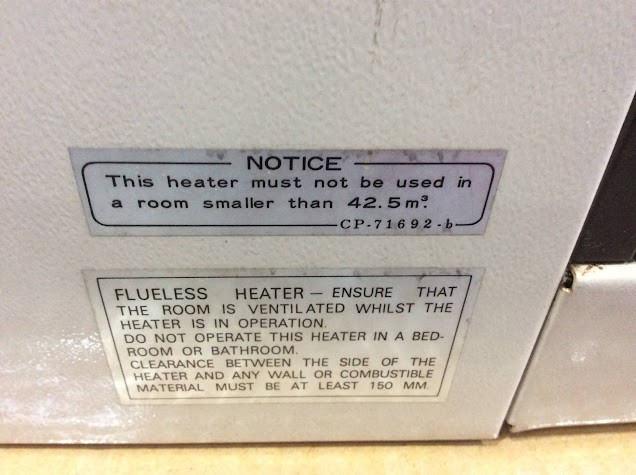 NOTICE
This heater must not be used in
a room smaller than 42.5m³.
CP-71692-b
FLUELESS HEATER — ENSURE THAT
THE ROOM IS VENTILATED WHILST THE
HEATER IS IN OPERATION.
DO NOT OPERATE THIS HEATER IN A BED-
ROOM OR BATHROOM.
CLEARANCE BETWEEN THE SIDE OF THE
HEATER AND ANY WALL OR COMBUSTIBLE
MATERIAL MUST BE AT LEAST 150 MM.